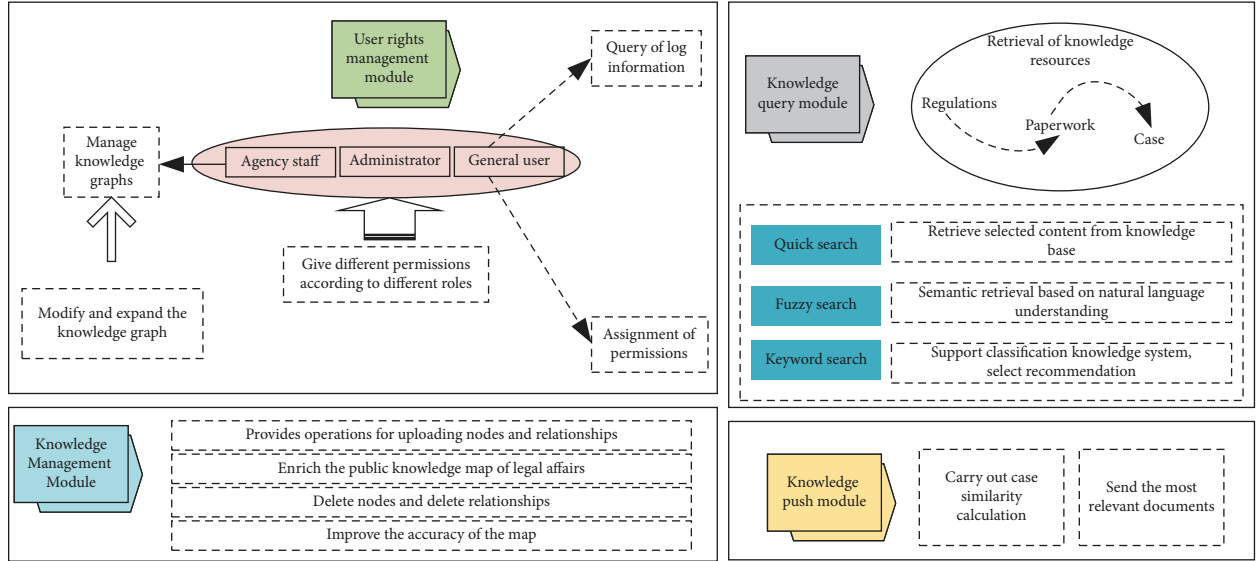 User rights
management
module
Query of log
information
Manage
knowledge
graphs
Agency staff
Administrator
General user
Give different permissions
according to different roles
Modify and expand the
knowledge graph
Assignment of
permissions
Knowledge
query module
Retrieval of knowledge
resources
Regulations
Paperwork
Case
Quick search
Retrieve selected content from knowledge
base
Fuzzy search
Semantic retrieval based on natural language
understanding
Keyword search
Support classification knowledge system,
select recommendation
Knowledge
Management
Module
Provides operations for uploading nodes and relationships
Enrich the public knowledge map of legal affairs
Delete nodes and delete relationships
Improve the accuracy of the map
Knowledge
push module
Carry out case
similarity
calculation
Send the most
relevant documents